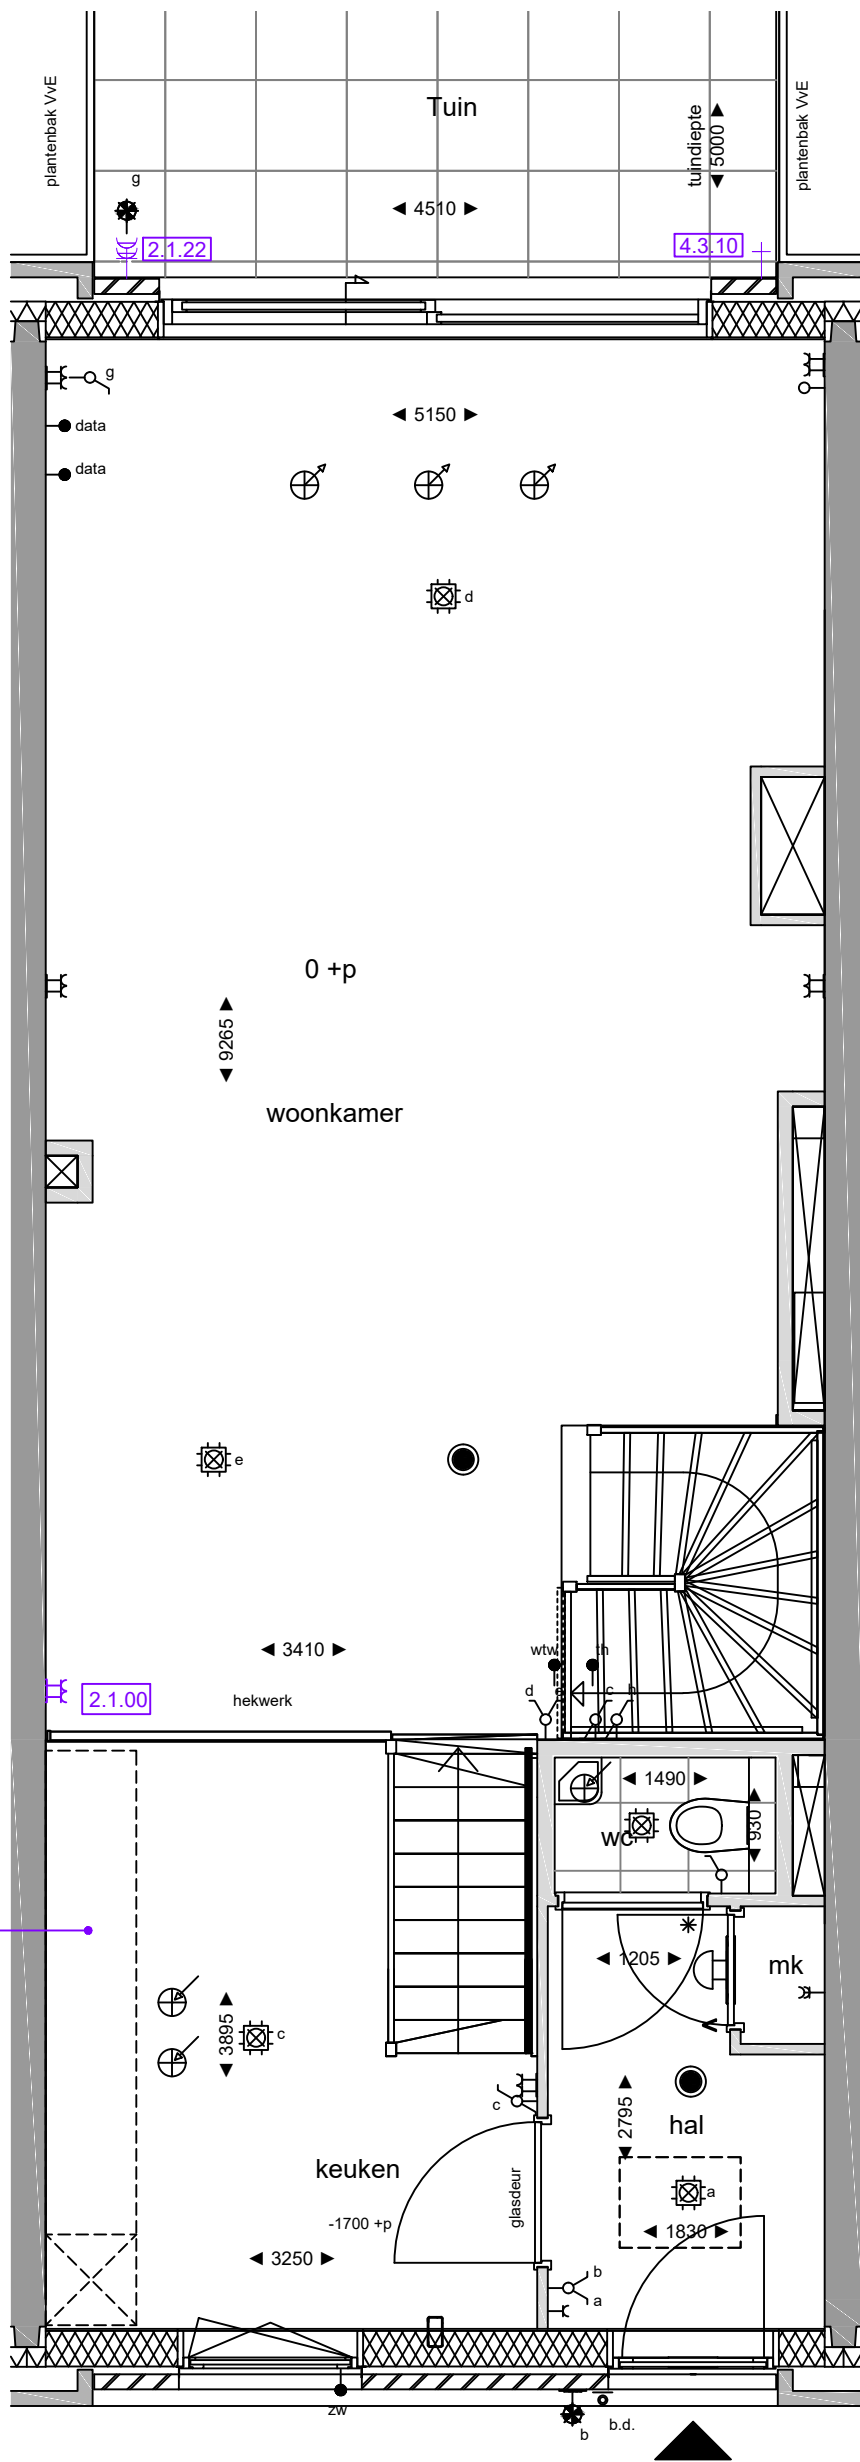 plantenbak VvE
Tuin
tuindiepte
5000
plantenbak VvE
g
4510
2.1.22
4.3.10
g
5150
data
data
d
0 +p
9265
woonkamer
e
3410
wtw
th
2.1.00
hekwerk
d
e
c
h
1490
wc
930
1205
mk
3895
c
c
2795
hal
keuken
glasdeur
a
-1700 +p
1830
3250
b
a
zw
b
b.d.